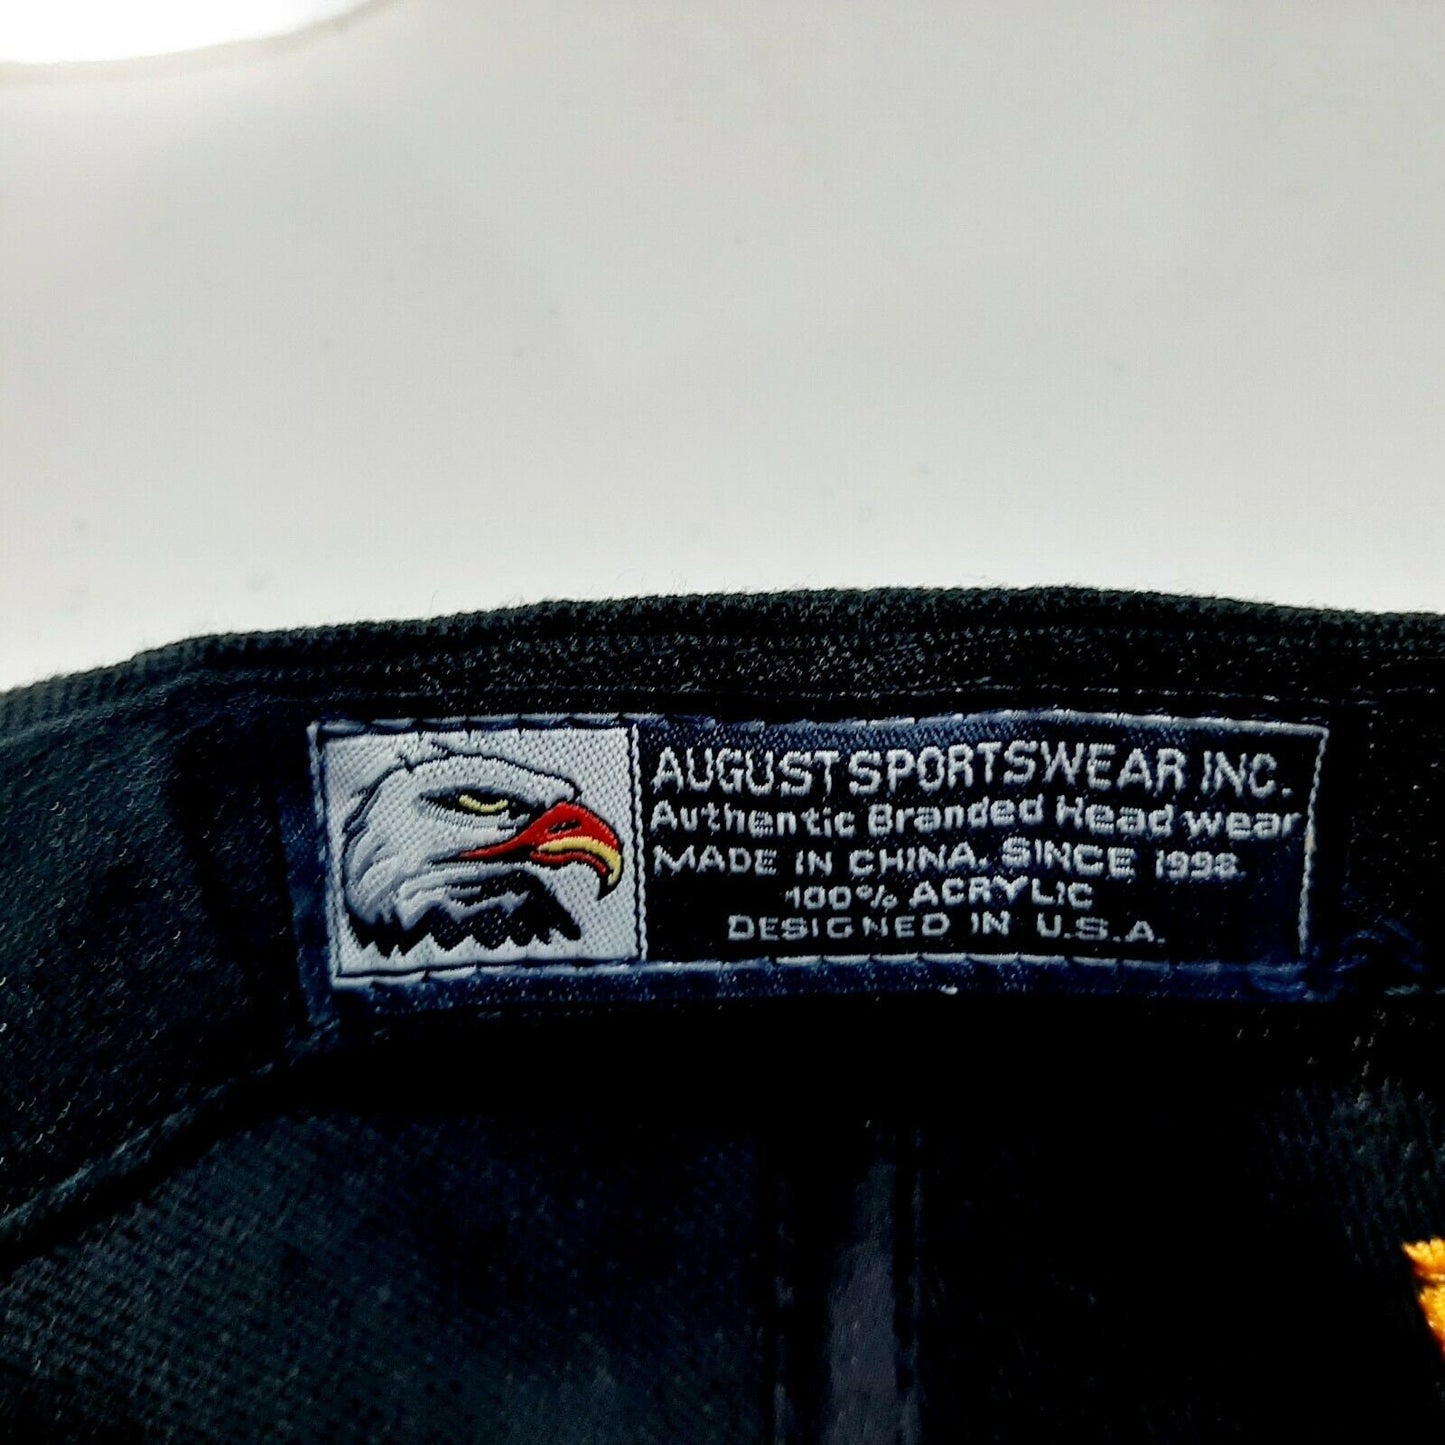 AUGUST SPORTSWEAR INC.
Authentic Branded Head wear
MADE IN CHINA. SINCE 1998.
100% ACRYLIC
DESIGNED IN U.S.A.